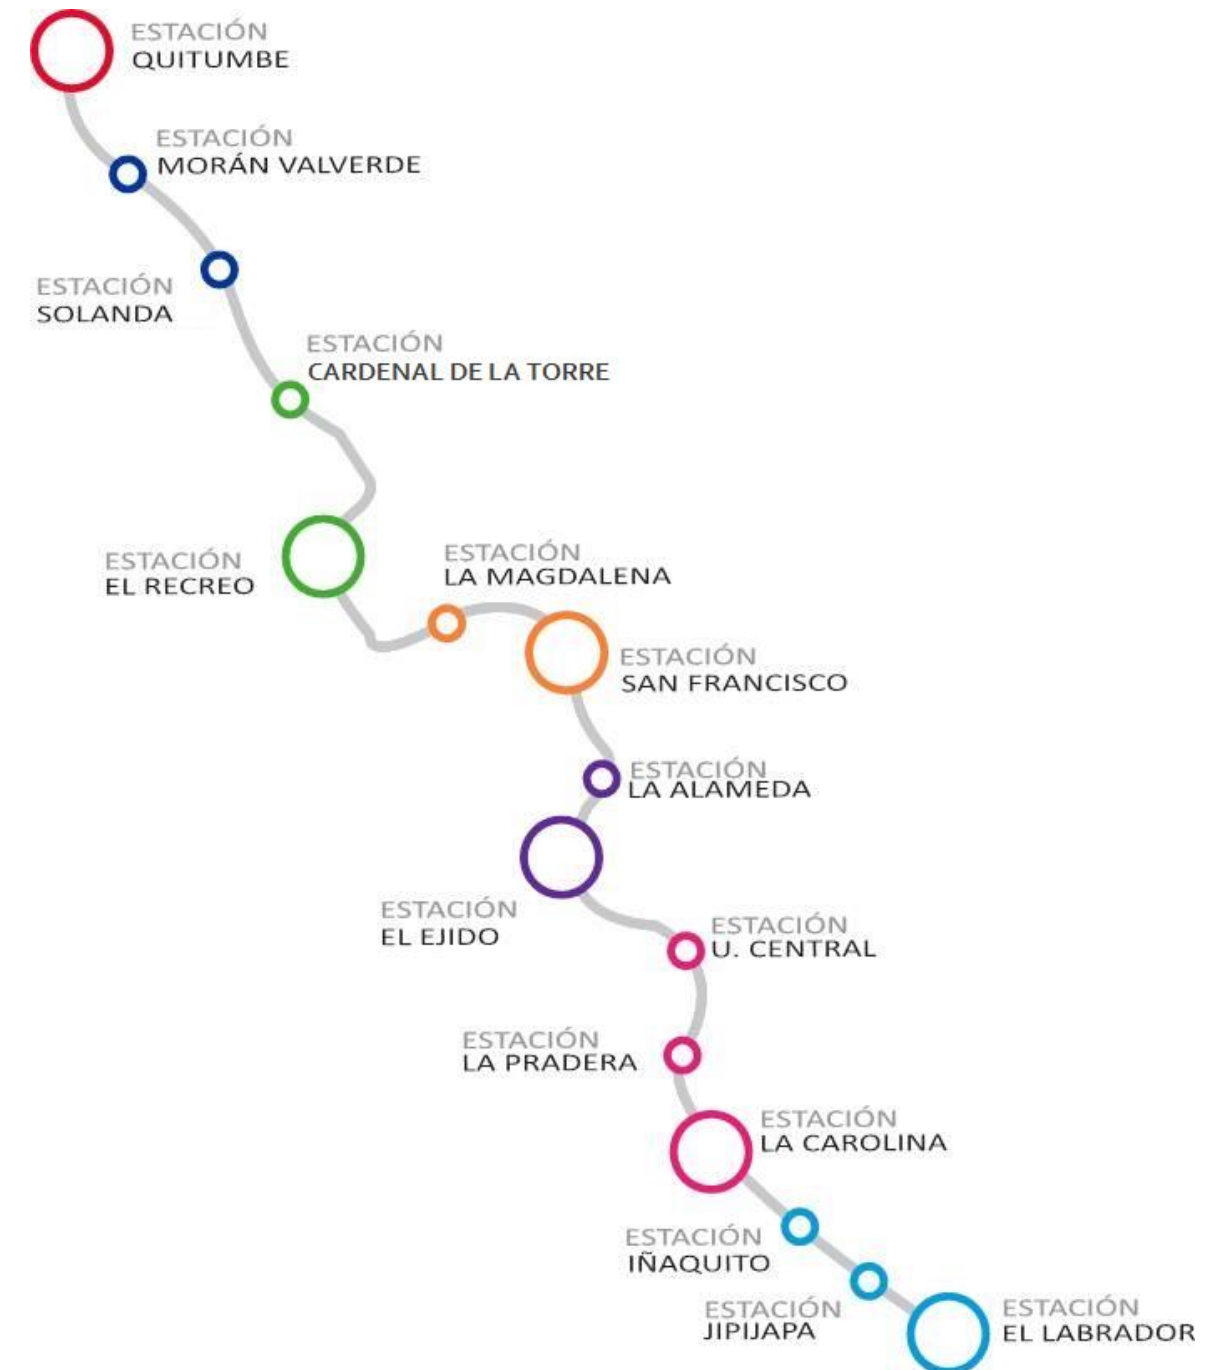 ESTACIÓN
QUITUMBE
ESTACIÓN
MORÁN VALVERDE
ESTACIÓN
SOLANDA
ESTACIÓN
CARDENAL DE LA TORRE
ESTACIÓN
EL RECREO
ESTACIÓN
LA MAGDALENA
ESTACIÓN
SAN FRANCISCO
ESTACIÓN
LA ALAMEDA
ESTACIÓN
EL EJIDO
ESTACIÓN
U. CENTRAL
ESTACIÓN
LA PRADERA
ESTACIÓN
LA CAROLINA
ESTACIÓN
IÑAQUITO
ESTACIÓN
JIPIJAPA
ESTACIÓN
EL LABRADOR